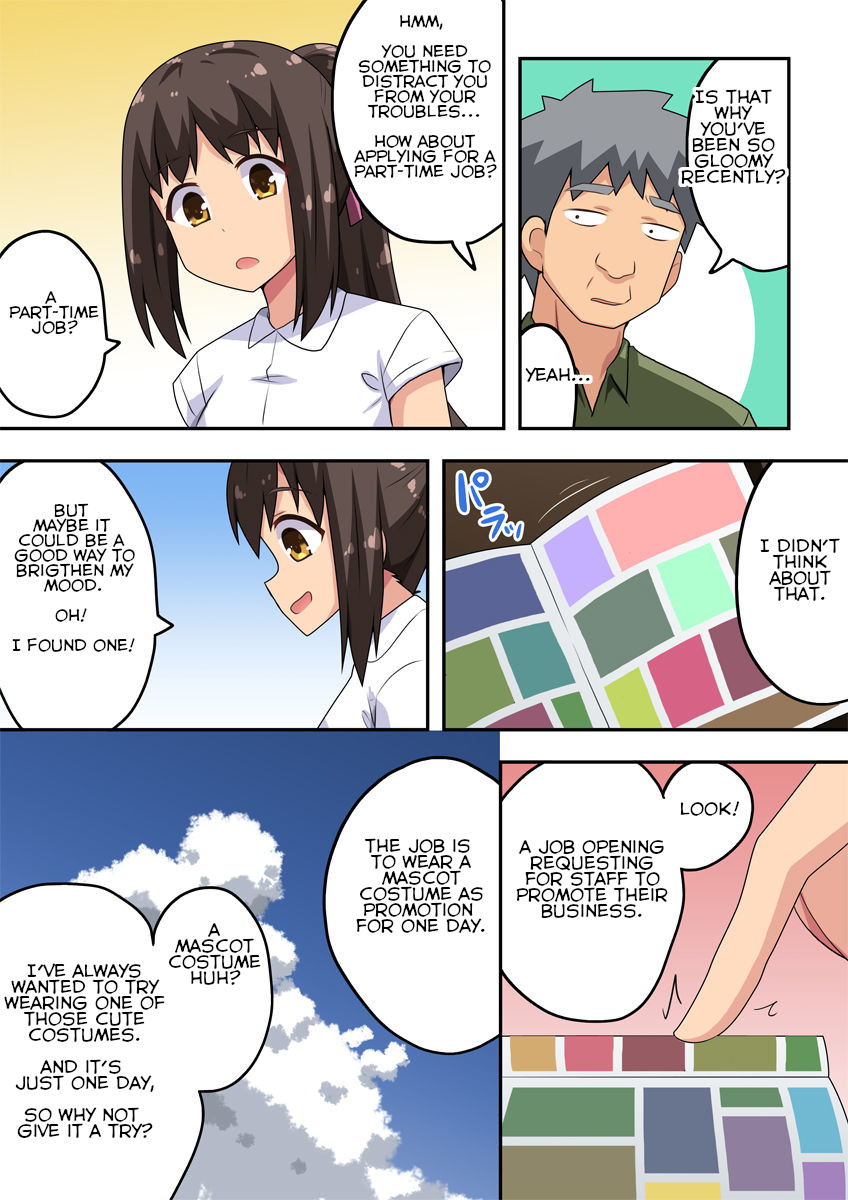 IS THAT
WHY
YOU'VE
BEEN SO
GLOOMY
RECENTLY?
YEAH...
HMM,
YOU NEED
SOMETHING TO
DISTRACT YOU
FROM YOUR
TROUBLES...
HOW ABOUT
APPLYING FOR A
PART-TIME JOB?
A
PART-TIME
JOB?
I DIDN'T
THINK
ABOUT
THAT.
パラッ
BUT
MAYBE IT
COULD BE A
GOOD WAY TO
BRIGTHEN MY
MOOD.
OH!
I FOUND ONE!
LOOK!
A JOB OPENING
REQUESTING
FOR STAFF TO
PROMOTE THEIR
BUSINESS.
THE JOB IS
TO WEAR A
MASCOT
COSTUME AS
PROMOTION
FOR ONE DAY.
A
MASCOT
COSTUME
HUH?
I'VE ALWAYS
WANTED TO TRY
WEARING ONE OF
THOSE CUTE
COSTUMES.
AND IT'S
JUST ONE DAY,
SO WHY NOT
GIVE IT A TRY?